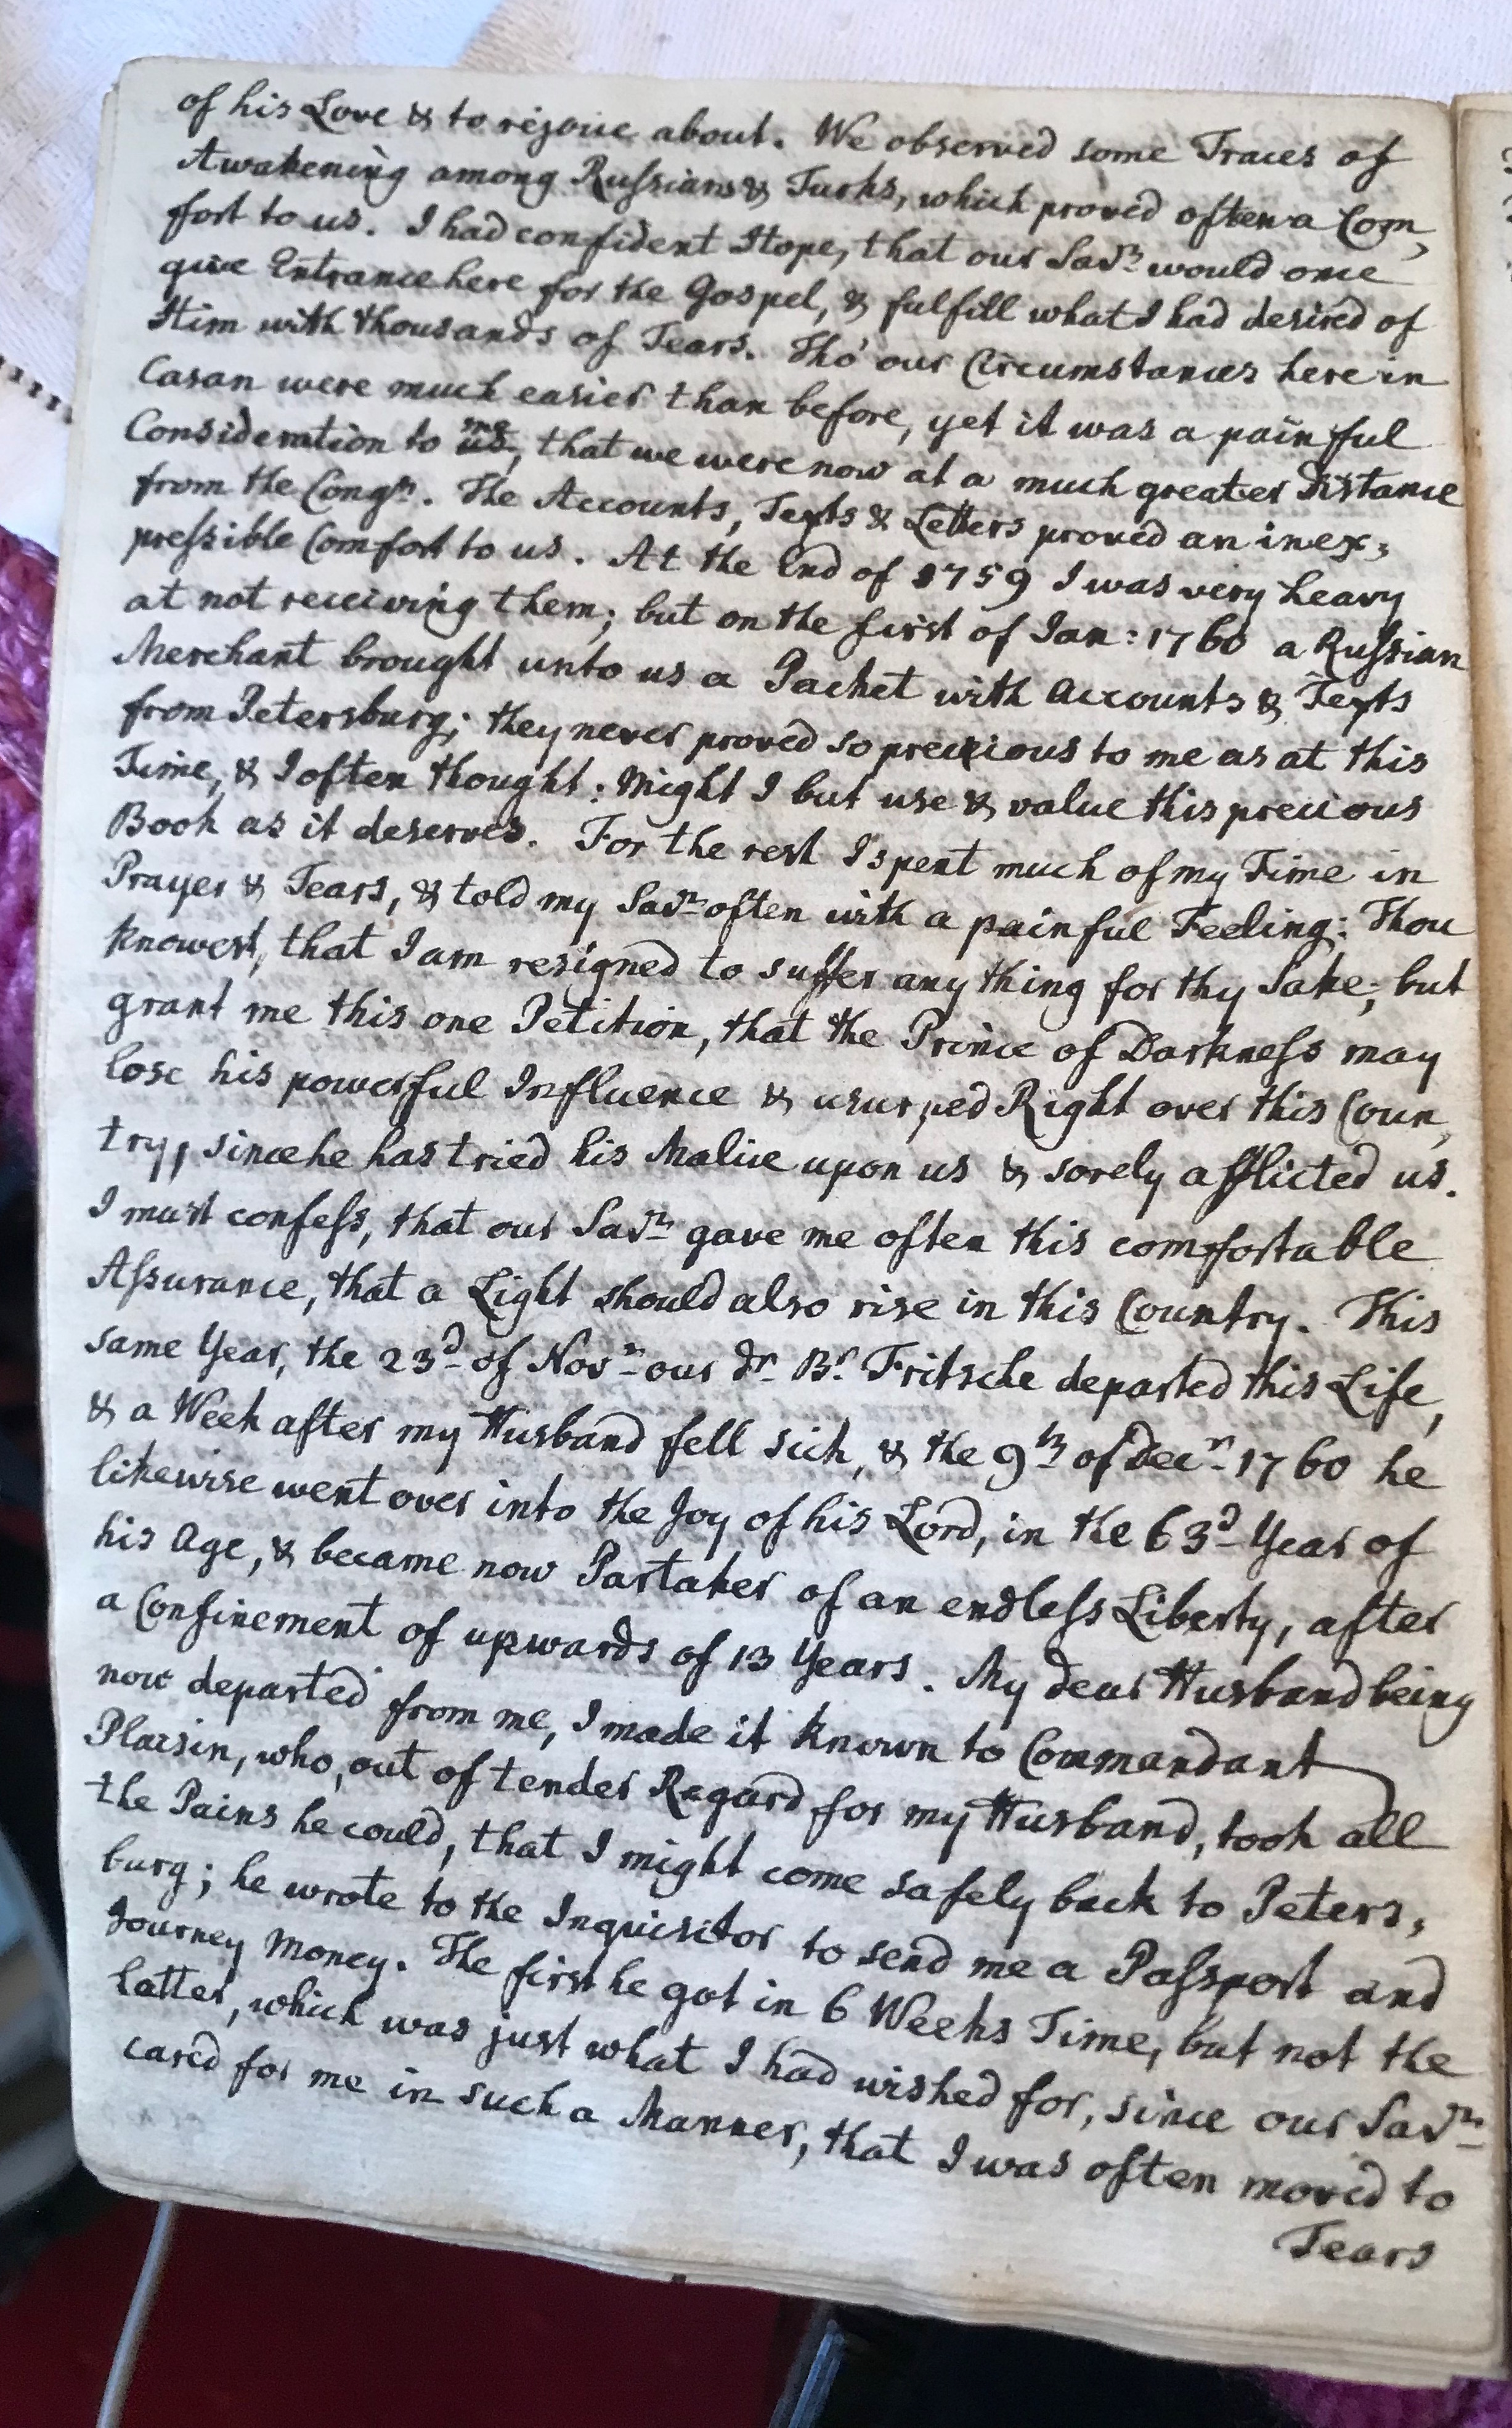 of his Love & to rejoice about. We observed some Traces of
Awakening among Russians & Turks, which proved often a Com,
fort to us. I had confident Hope, that our Savr. would once
give Entrance here for the Gospel, & fulfill what I had desired of
Him with thousands of Tears. Tho' our Circumstances here in
Casan were much easier than before, yet it was a painful
Consideration to us me, that we were now at a much greater Distance
from the Congn. The Accounts, Texts & Letters proved an inex,
pressible Comfort to us. At the End of 1759 I was very heavy
at not receiving them; but on the first of Jan: 1760 a Russian
Merchant brought unto us a Packet with Accounts & Texts
from Petersburg; they never proved so precious to me as at this
Time, & I often thought: Might I but use & value this precious
Book as it deserves. For the rest I spent much of my Time in
Prayer & Tears, & told my Savr. often with a painful Feeling: Thou
knowest, that I am resigned to suffer any thing for thy Sake; but
grant me this one Petition, that the Prince of Darkness may
lose his powerful Influence & usurped Right over this Coun,
try, since he has tried his Malice upon us & sorely afflicted us.
I must confess, that our Savr. gave me often this comfortable
Assurance, that a Light should also rise in this Country. This
same Year, the 23d of Novr. our dr. Br. Fritsche departed this Life,
& a Week after my Husband fell sick, & the 9th of Decr. 1760 he
likewise went over into the Joy of his Lord, in the 63d Year of
his Age, & became now Partaker of an endless Liberty, after
a Confinement of upwards of 13 Years. My dear Husband being
now departed from me, I made it known to Commandant
Plaesin, who, out of tender Regard for my Husband, took all
the Pains he could, that I might come safely back to Peters,
burg; he wrote to the Inquisitor to send me a Passport and
Journey Money. The first he got in 6 Weeks Time, but not the
latter, which was just what I had wished for, since our Savr.
cared for me in such a Manner, that I was often moved to
Tears